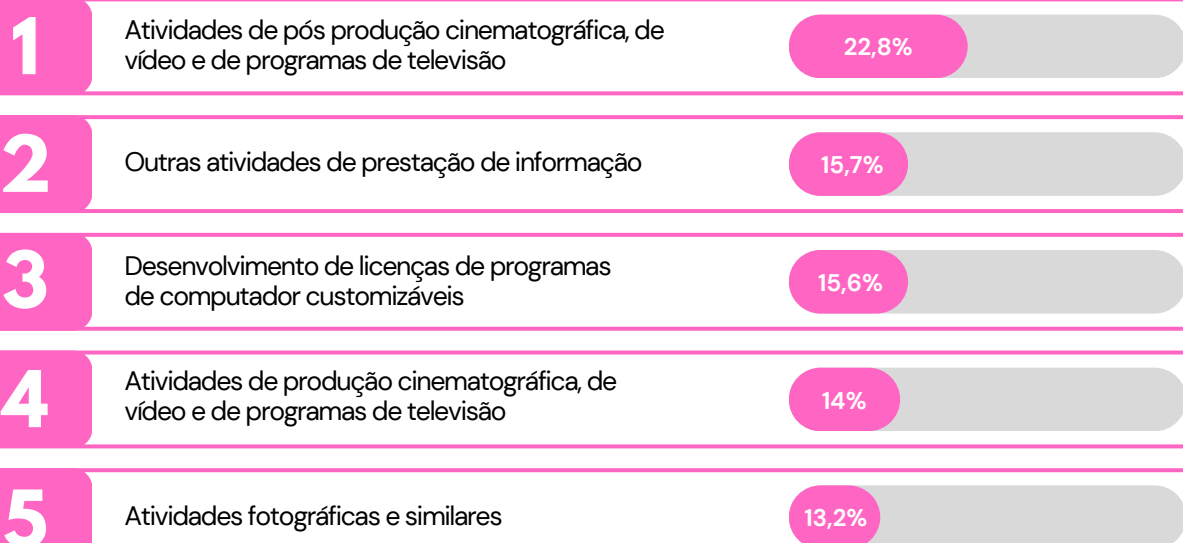 1
Atividades de pós produção cinematográfica, de
vídeo e de programas de televisão
22,8%
2
Outras atividades de prestação de informação
15,7%
3
Desenvolvimento de licenças de programas
de computador customizáveis
15,6%
4
Atividades de produção cinematográfica, de
vídeo e de programas de televisão
14%
5
Atividades fotográficas e similares
13,2%